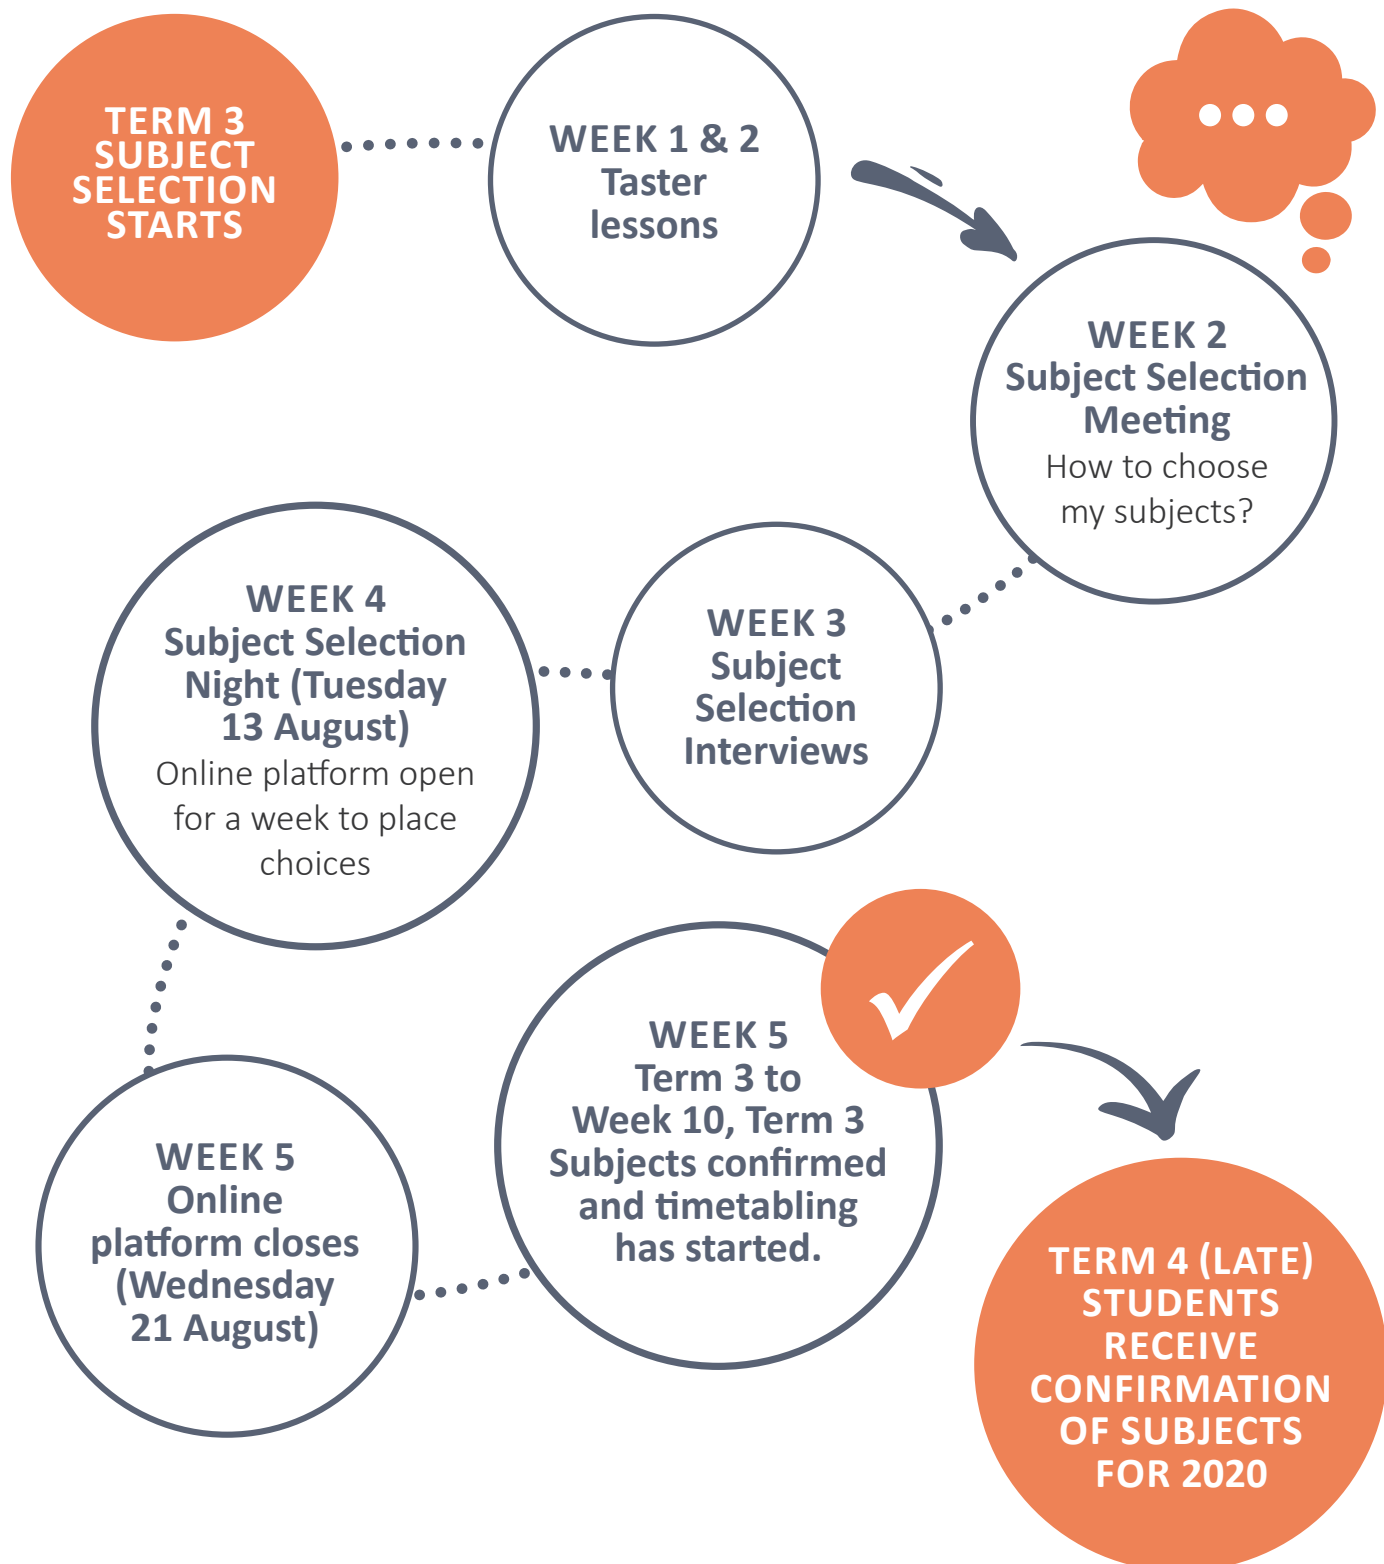 TERM 3
SUBJECT
SELECTION
STARTS
WEEK 1 & 2
Taster
lessons
WEEK 2
Subject Selection
Meeting
How to choose
my subjects?
WEEK 3
Subject
Selection
Interviews
WEEK 4
Subject Selection
Night (Tuesday
13 August)
Online platform open
for a week to place
choices
WEEK 5
Online
platform closes
(Wednesday
21 August)
WEEK 5
Term 3 to
Week 10, Term 3
Subjects confirmed
and timetabling
has started.
TERM 4 (LATE)
STUDENTS
RECEIVE
CONFIRMATION
OF SUBJECTS
FOR 2020